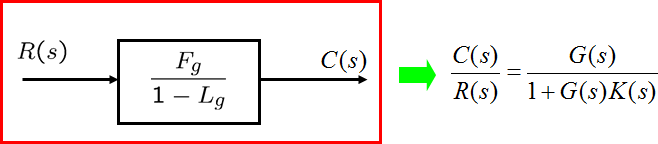 R(s) F_g / (1 − L_g) C(s)
C(s)/R(s) = G(s) / (1 + G(s)K(s))